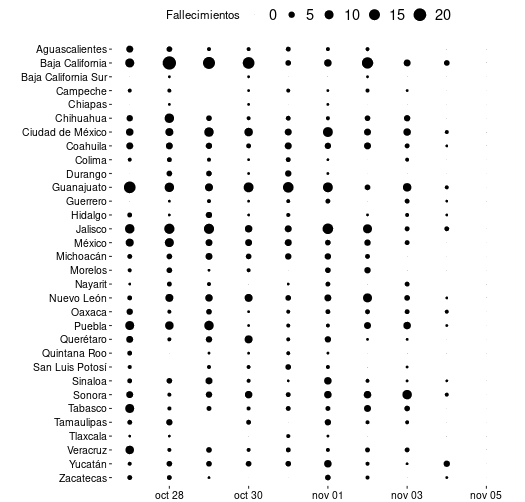 Fallecimientos 0 5 10 15 20
Aguascalientes
Baja California
Baja California Sur
Campeche
Chiapas
Chihuahua
Ciudad de México
Coahuila
Colima
Durango
Guanajuato
Guerrero
Hidalgo
Jalisco
México
Michoacán
Morelos
Nayarit
Nuevo León
Oaxaca
Puebla
Querétaro
Quintana Roo
San Luis Potosí
Sinaloa
Sonora
Tabasco
Tamaulipas
Tlaxcala
Veracruz
Yucatán
Zacatecas
oct 28 oct 30 nov 01 nov 03 nov 05